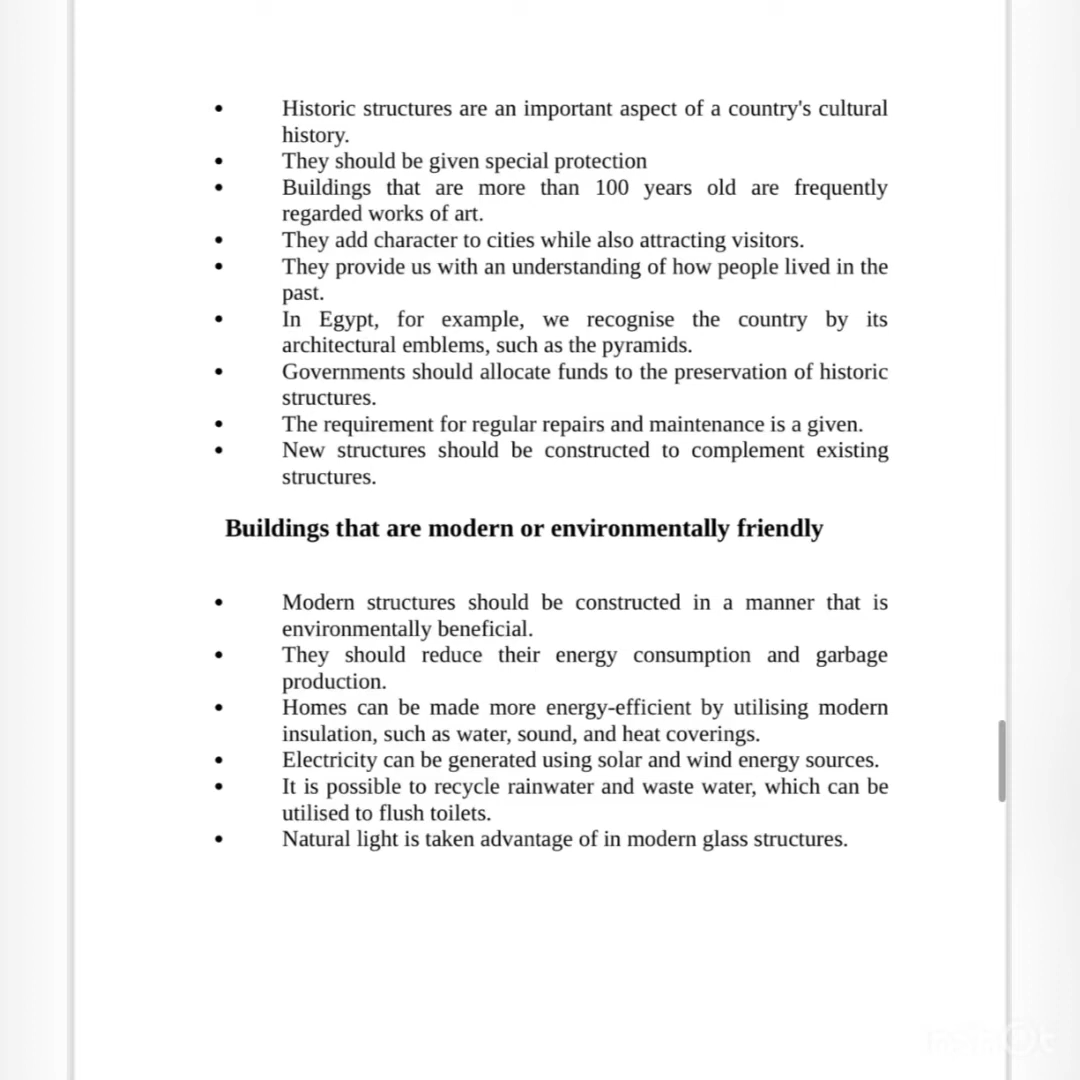 • Historic structures are an important aspect of a country's cultural
history.
• They should be given special protection
• Buildings that are more than 100 years old are frequently
regarded works of art.
• They add character to cities while also attracting visitors.
• They provide us with an understanding of how people lived in the
past.
• In Egypt, for example, we recognise the country by its
architectural emblems, such as the pyramids.
• Governments should allocate funds to the preservation of historic
structures.
• The requirement for regular repairs and maintenance is a given.
• New structures should be constructed to complement existing
structures.
Buildings that are modern or environmentally friendly
• Modern structures should be constructed in a manner that is
environmentally beneficial.
• They should reduce their energy consumption and garbage
production.
• Homes can be made more energy-efficient by utilising modern
insulation, such as water, sound, and heat coverings.
• Electricity can be generated using solar and wind energy sources.
• It is possible to recycle rainwater and waste water, which can be
utilised to flush toilets.
• Natural light is taken advantage of in modern glass structures.